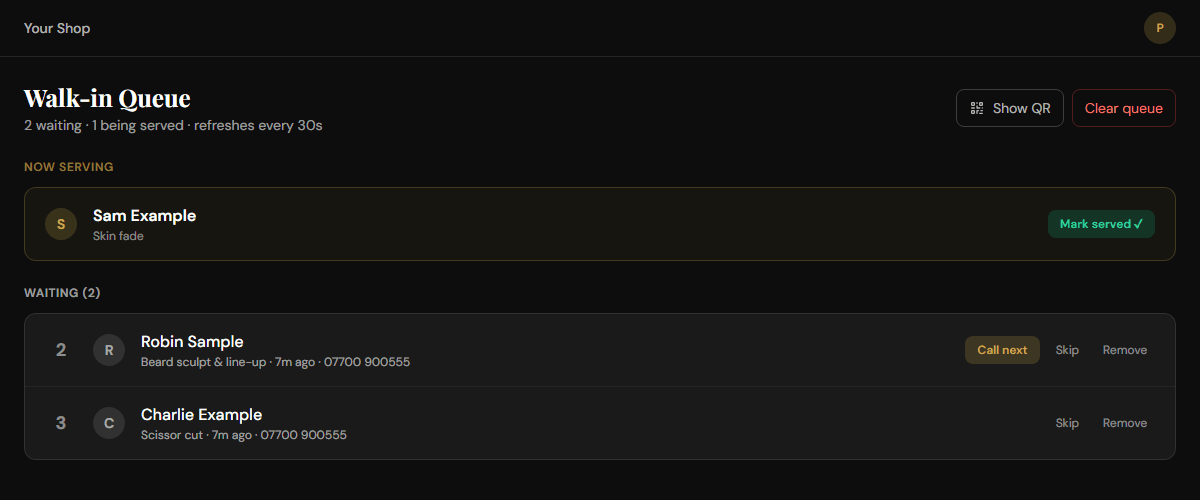 Your Shop
P
Walk-in Queue
2 waiting · 1 being served · refreshes every 30s
Show QR
Clear queue
NOW SERVING
S
Sam Example
Skin fade
Mark served ✓
WAITING (2)
2
R
Robin Sample
Beard sculpt & line-up · 7m ago · 07700 900555
Call next
Skip
Remove
3
C
Charlie Example
Scissor cut · 7m ago · 07700 900555
Skip
Remove